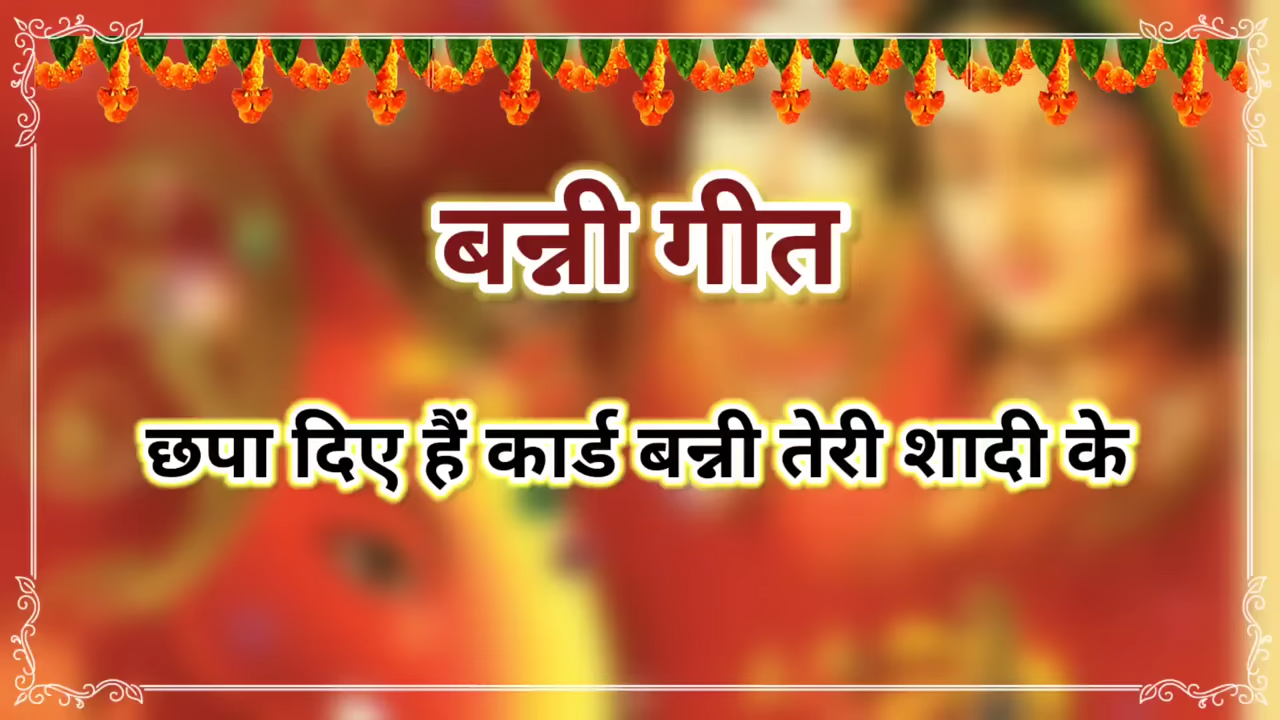 बन्नी गीत
छपा दिए हैं कार्ड बन्नी तेरी शादी के